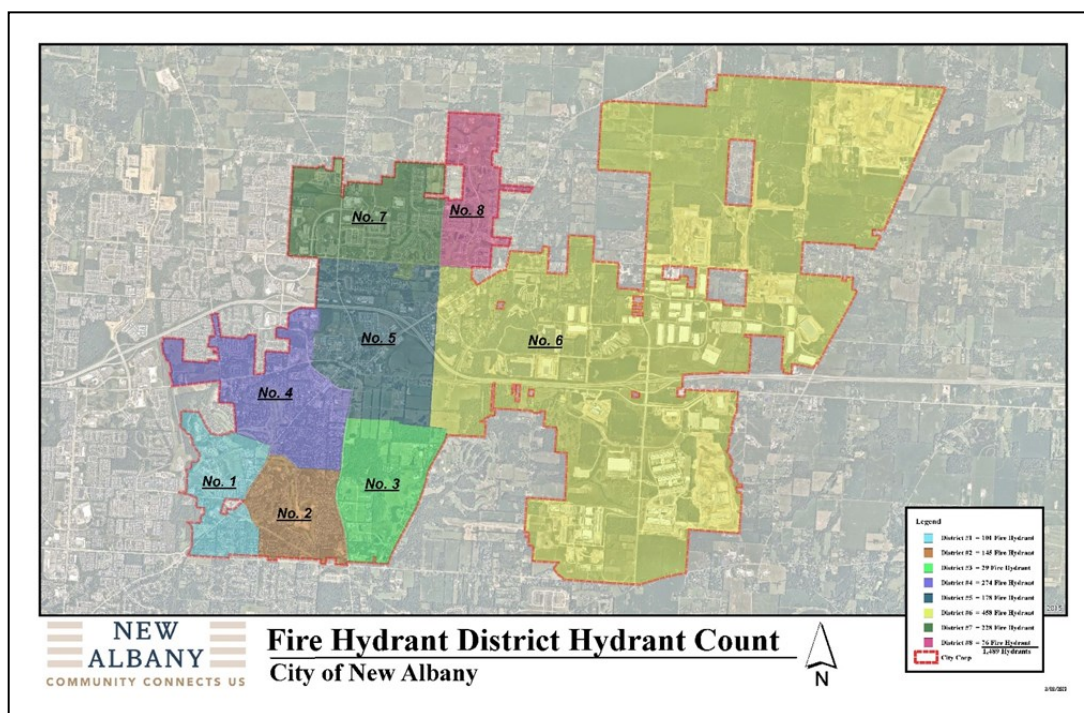 No. 7
No. 8
No. 5
No. 6
No. 4
No. 1
No. 2
No. 3
Legend
District #1 = 101 Fire Hydrant
District #2 = 145 Fire Hydrant
District #3 = 29 Fire Hydrant
District #4 = 274 Fire Hydrant
District #5 = 178 Fire Hydrant
District #6 = 458 Fire Hydrant
District #7 = 228 Fire Hydrant
District #8 = 76 Fire Hydrant
1,489 Hydrants
City Corp
NEW
ALBANY
COMMUNITY CONNECTS US
Fire Hydrant District Hydrant Count
City of New Albany
N